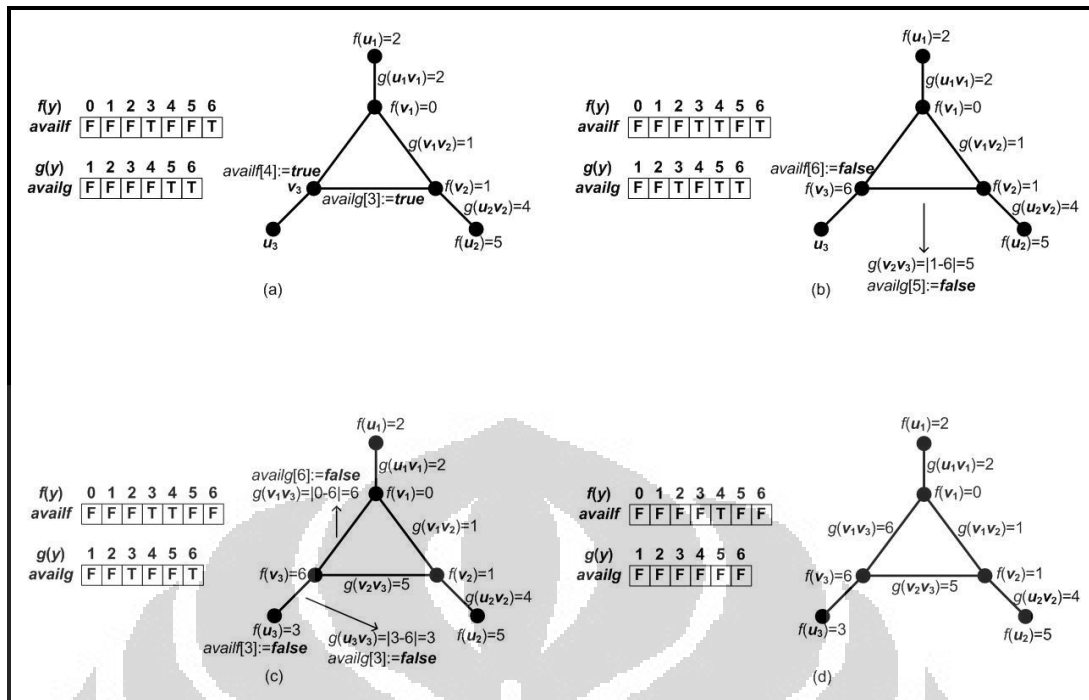 f(u1)=2
g(u1v1)=2
f(y) 0 1 2 3 4 5 6
availf F F F T F F T
f(v1)=0
g(v1v2)=1
g(y) 1 2 3 4 5 6
availg F F F F T T
availf[4]:=true
v3
availg[3]:=true
f(v2)=1
g(u2v2)=4
u3
f(u2)=5
(a)
f(u1)=2
g(u1v1)=2
f(y) 0 1 2 3 4 5 6
availf F F F T T F T
f(v1)=0
g(v1v2)=1
g(y) 1 2 3 4 5 6
availg F F T F T T
availf[6]:=false
f(v3)=6
f(v2)=1
g(u2v2)=4
u3
f(u2)=5
g(v2v3)=|1-6|=5
availg[5]:=false
(b)
f(u1)=2
g(u1v1)=2
availg[6]:=false
g(v1v3)=|0-6|=6
f(y) 0 1 2 3 4 5 6
availf F F F T T F F
f(v1)=0
g(v1v2)=1
g(y) 1 2 3 4 5 6
availg F F T F F T
f(v3)=6
g(v2v3)=5
f(v2)=1
g(u2v2)=4
f(u3)=3
availf[3]:=false
g(u3v3)=|3-6|=3
availg[3]:=false
f(u2)=5
(c)
f(u1)=2
g(u1v1)=2
f(y) 0 1 2 3 4 5 6
availf F F F F T F F
f(v1)=0
g(v1v3)=6
g(v1v2)=1
g(y) 1 2 3 4 5 6
availg F F F F F F
f(v3)=6
g(v2v3)=5
f(v2)=1
g(u2v2)=4
f(u3)=3
f(u2)=5
(d)